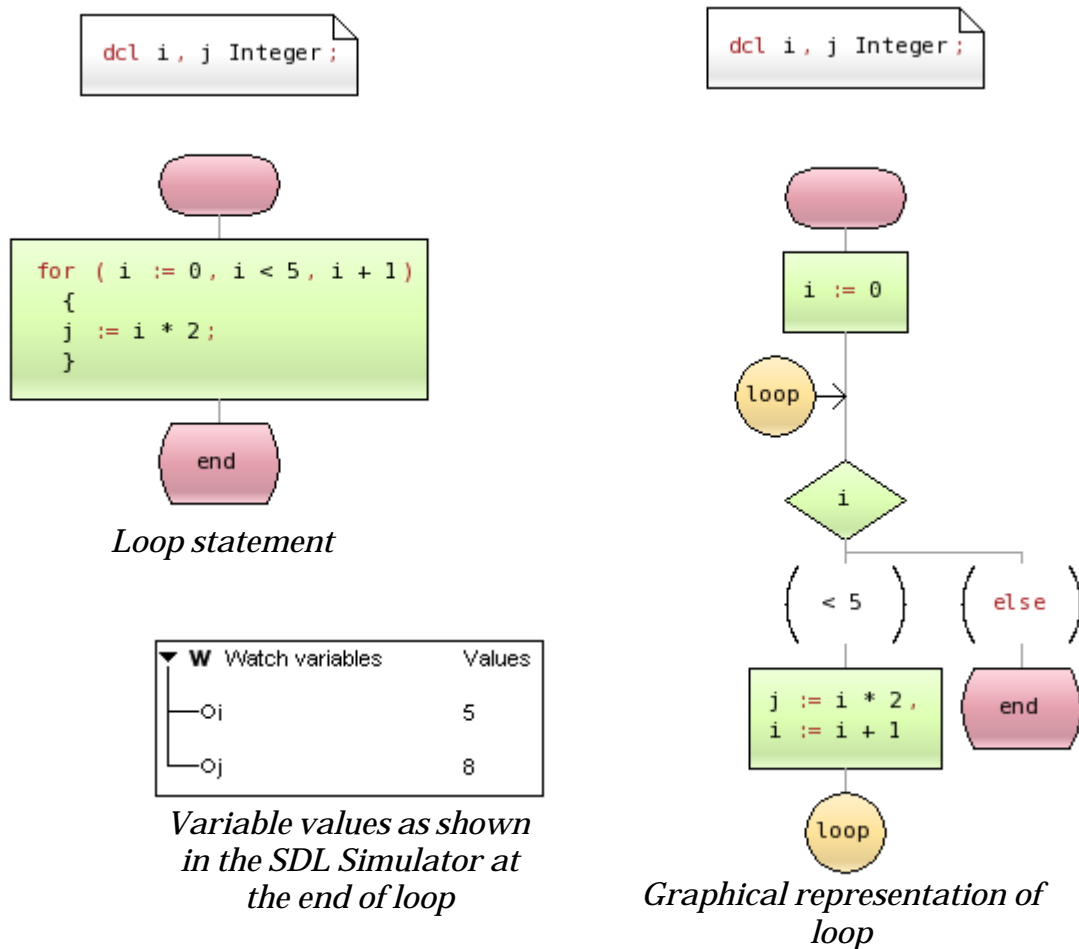 dcl i, j Integer;
for ( i := 0, i < 5, i + 1)
{
j := i * 2;
}
end
Loop statement
W Watch variables Values
i 5
j 8
Variable values as shown
in the SDL Simulator at
the end of loop
dcl i, j Integer;
i := 0
loop
i
< 5
else
j := i * 2,
i := i + 1
end
loop
Graphical representation of
loop